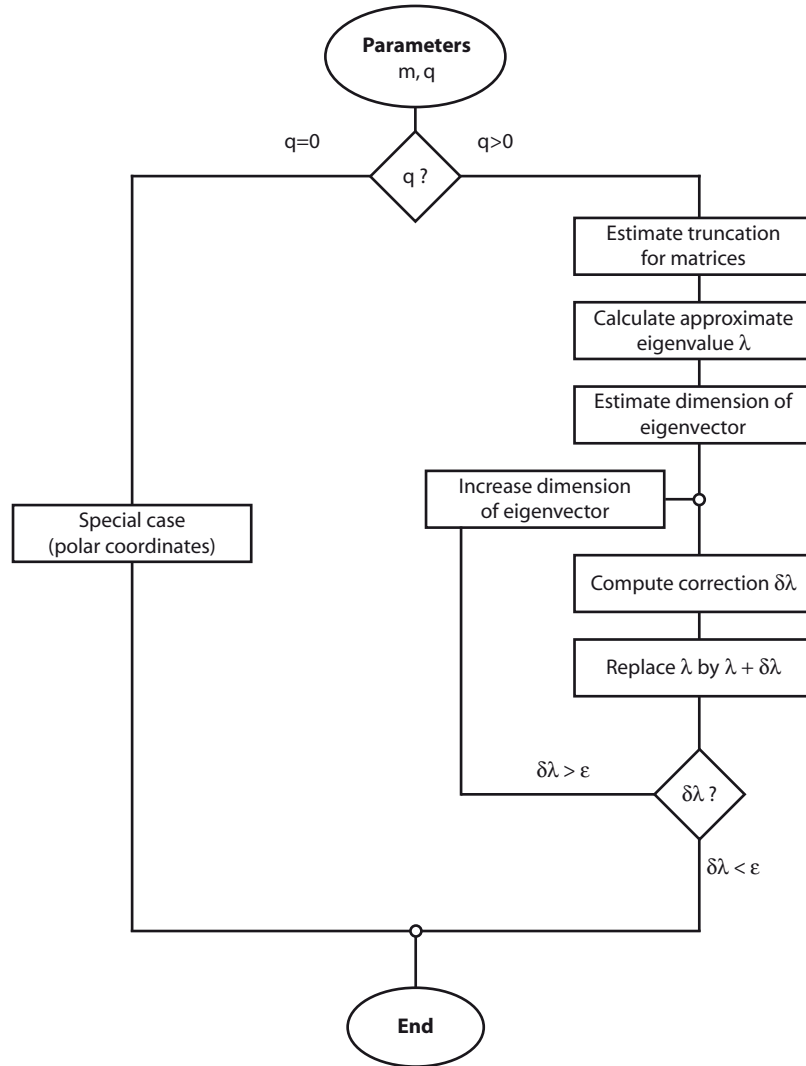 Parameters
m, q
q=0
q>0
q ?
Estimate truncation
for matrices
Calculate approximate
eigenvalue λ
Estimate dimension of
eigenvector
Increase dimension
of eigenvector
Special case
(polar coordinates)
Compute correction δλ
Replace λ by λ + δλ
δλ > ε
δλ ?
δλ < ε
End